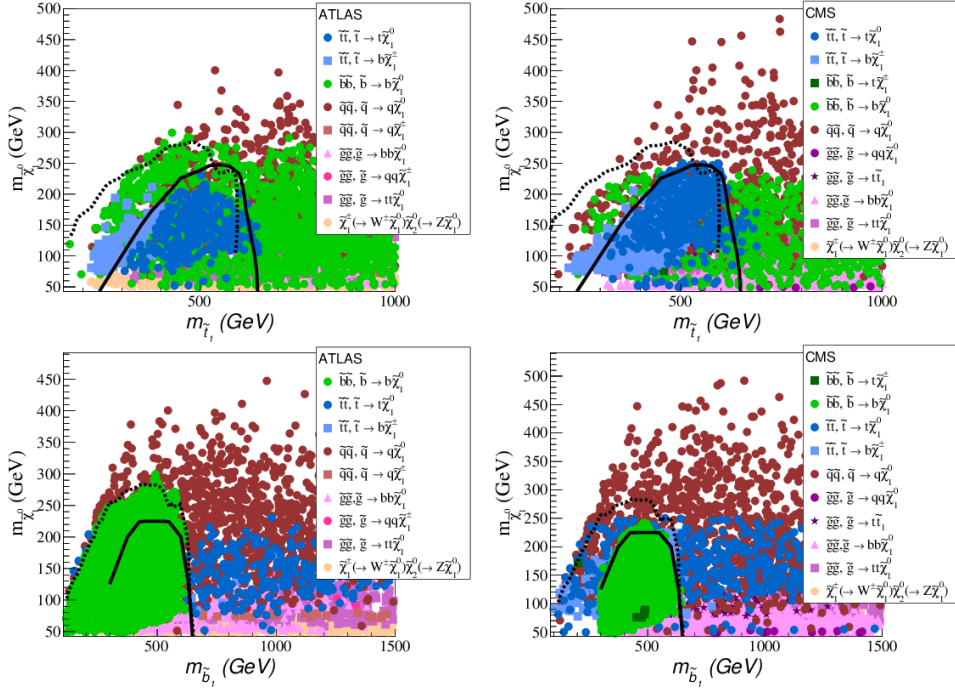 ATLAS
t̃t̃, t̃ → tχ̃₁⁰
t̃t̃, t̃ → bχ̃₁±
b̃b̃, b̃ → bχ̃₁⁰
q̃q̃, q̃ → qχ̃₁⁰
q̃q̃, q̃ → qχ̃₁±
g̃g̃, g̃ → bbχ̃₁⁰
g̃g̃, g̃ → qqχ̃₁±
g̃g̃, g̃ → ttχ̃₁⁰
χ̃₁±(→ W±χ̃₁⁰)χ̃₂⁰(→ Zχ̃₁⁰)
500
450
400
350
300
250
200
150
100
50
m_χ̃⁰ (GeV)
500 1000
m_t̃₁ (GeV)
CMS
t̃t̃, t̃ → tχ̃₁⁰
t̃t̃, t̃ → bχ̃₁±
b̃b̃, b̃ → tχ̃₁±
b̃b̃, b̃ → bχ̃₁⁰
q̃q̃, q̃ → qχ̃₁⁰
g̃g̃, g̃ → qqχ̃₁⁰
g̃g̃, g̃ → tt̃₁
g̃g̃, g̃ → bbχ̃₁⁰
g̃g̃, g̃ → ttχ̃₁⁰
χ̃₁±(→ W±χ̃₁⁰)χ̃₂⁰(→ Zχ̃₁⁰)
500
450
400
350
300
250
200
150
100
50
m_χ̃⁰ (GeV)
500 1000
m_t̃₁ (GeV)
ATLAS
b̃b̃, b̃ → bχ̃₁⁰
t̃t̃, t̃ → tχ̃₁⁰
t̃t̃, t̃ → bχ̃₁±
q̃q̃, q̃ → qχ̃₁⁰
q̃q̃, q̃ → qχ̃₁±
g̃g̃, g̃ → bbχ̃₁⁰
g̃g̃, g̃ → qqχ̃₁±
g̃g̃, g̃ → ttχ̃₁⁰
χ̃₁±(→ W±χ̃₁⁰)χ̃₂⁰(→ Zχ̃₁⁰)
450
400
350
300
250
200
150
100
50
m_χ̃⁰ (GeV)
500 1000 1500
m_b̃₁ (GeV)
CMS
b̃b̃, b̃ → tχ̃₁±
b̃b̃, b̃ → bχ̃₁⁰
t̃t̃, t̃ → tχ̃₁⁰
t̃t̃, t̃ → bχ̃₁±
q̃q̃, q̃ → qχ̃₁⁰
g̃g̃, g̃ → qqχ̃₁⁰
g̃g̃, g̃ → tt̃₁
g̃g̃, g̃ → bbχ̃₁⁰
g̃g̃, g̃ → ttχ̃₁⁰
χ̃₁±(→ W±χ̃₁⁰)χ̃₂⁰(→ Zχ̃₁⁰)
500
450
400
350
300
250
200
150
100
50
m_χ̃⁰ (GeV)
500 1000 1500
m_b̃₁ (GeV)